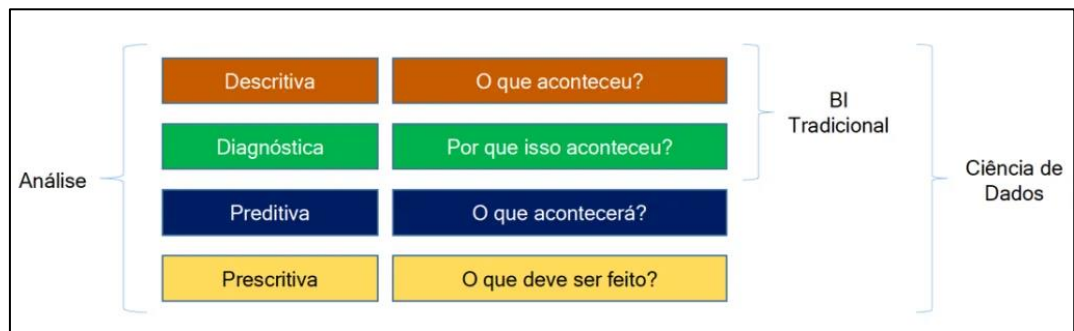 Análise
Descritiva
O que aconteceu?
Diagnóstica
Por que isso aconteceu?
Preditiva
O que acontecerá?
Prescritiva
O que deve ser feito?
BI
Tradicional
Ciência de
Dados